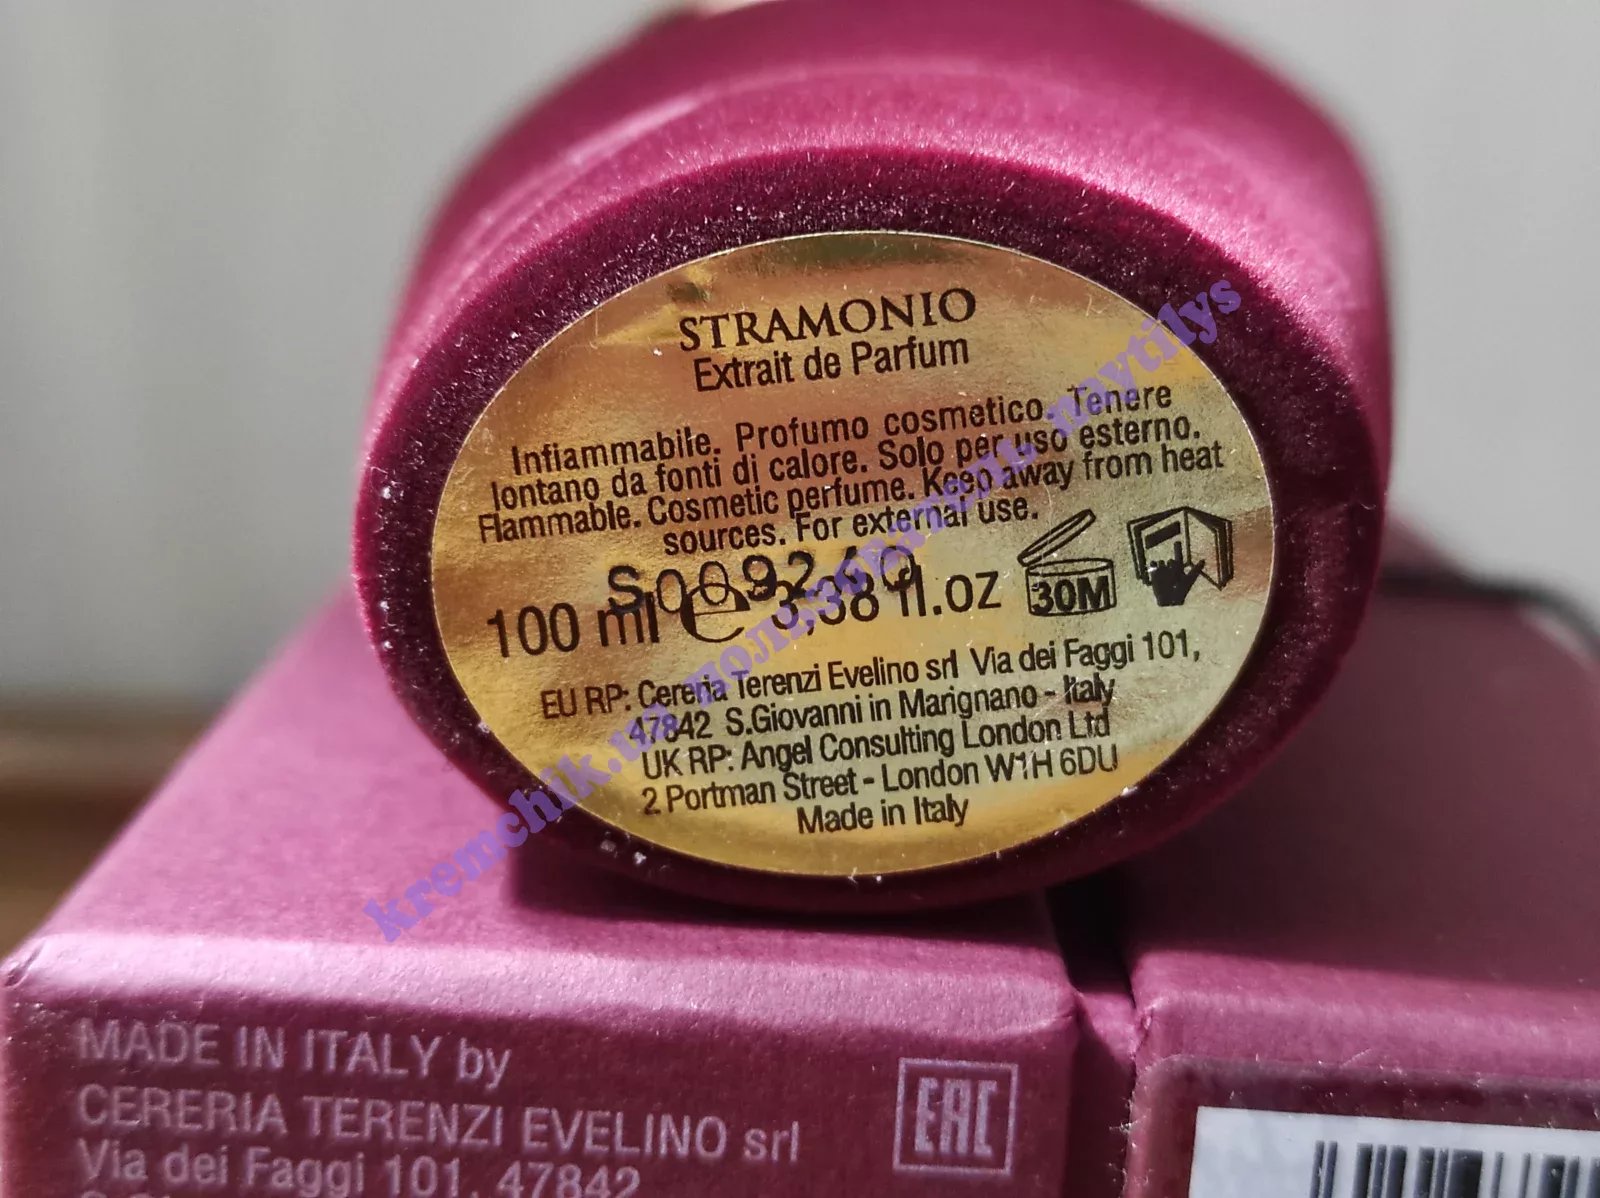 STRAMONIO
Extrait de Parfum
Infiammabile. Profumo cosmetico. Tenere
lontano da fonti di calore. Solo per uso esterno.
Flammable. Cosmetic perfume. Keep away from heat
sources. For external use.
100 ml e 3,38 fl.oz
30M
EU RP: Cereria Terenzi Evelino srl Via dei Faggi 101,
47842 S.Giovanni in Marignano - Italy
UK RP: Angel Consulting London Ltd
2 Portman Street - London W1H 6DU
Made in Italy
kremchik.ua пользователь maytilys
MADE IN ITALY by
CERERIA TERENZI EVELINO srl
Via dei Faggi 101, 47842
EAC